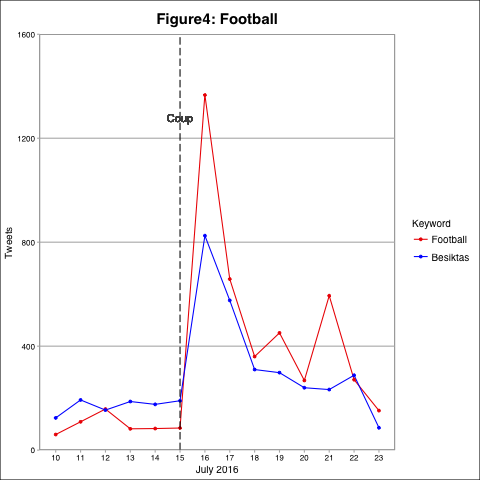 Figure4: Football
1600
1200
800
400
0
Tweets
Coup
10 11 12 13 14 15 16 17 18 19 20 21 22 23
July 2016
Keyword
Football
Besiktas